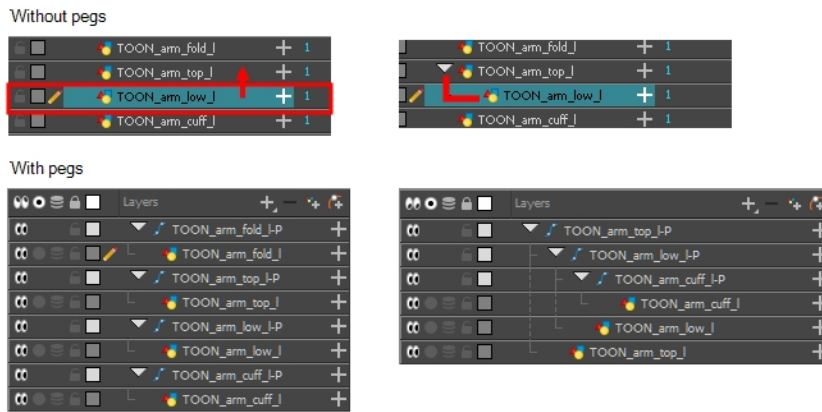 Without pegs
TOON_arm_fold_l 1
TOON_arm_top_l 1
TOON_arm_low_l 1
TOON_arm_cuff_l 1
TOON_arm_fold_l 1
TOON_arm_top_l 1
TOON_arm_low_l 1
TOON_arm_cuff_l 1
With pegs
Layers
TOON_arm_fold_l-P
TOON_arm_fold_l
TOON_arm_top_l-P
TOON_arm_top_l
TOON_arm_low_l-P
TOON_arm_low_l
TOON_arm_cuff_l-P
TOON_arm_cuff_l
Layers
TOON_arm_top_l-P
TOON_arm_low_l-P
TOON_arm_cuff_l-P
TOON_arm_cuff_l
TOON_arm_low_l
TOON_arm_top_l